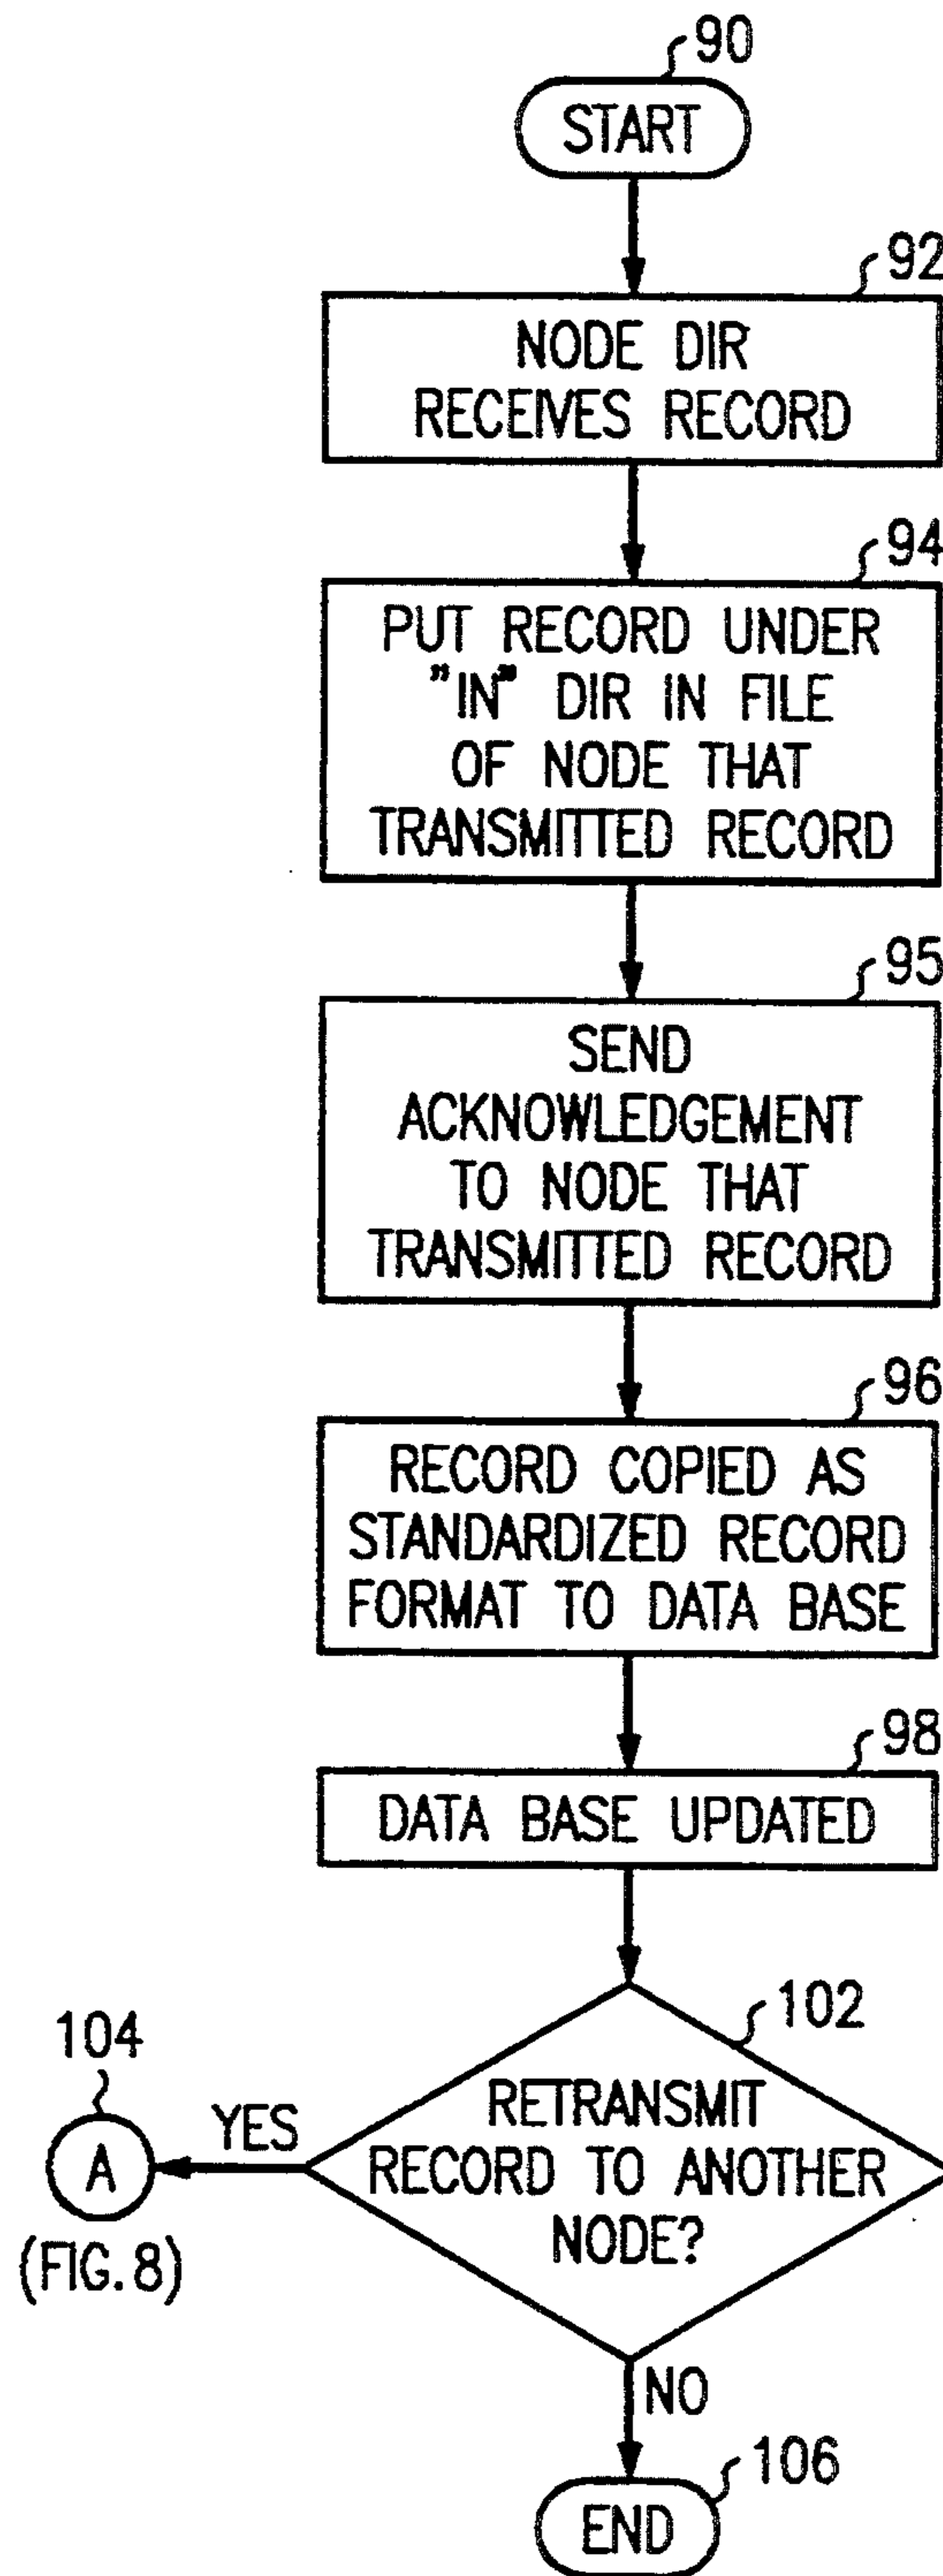 90
START
92
NODE DIR
RECEIVES RECORD
94
PUT RECORD UNDER
"IN" DIR IN FILE
OF NODE THAT
TRANSMITTED RECORD
95
SEND
ACKNOWLEDGEMENT
TO NODE THAT
TRANSMITTED RECORD
96
RECORD COPIED AS
STANDARDIZED RECORD
FORMAT TO DATA BASE
98
DATA BASE UPDATED
102
RETRANSMIT
RECORD TO ANOTHER
NODE?
104
YES
A
(FIG. 8)
NO
106
END